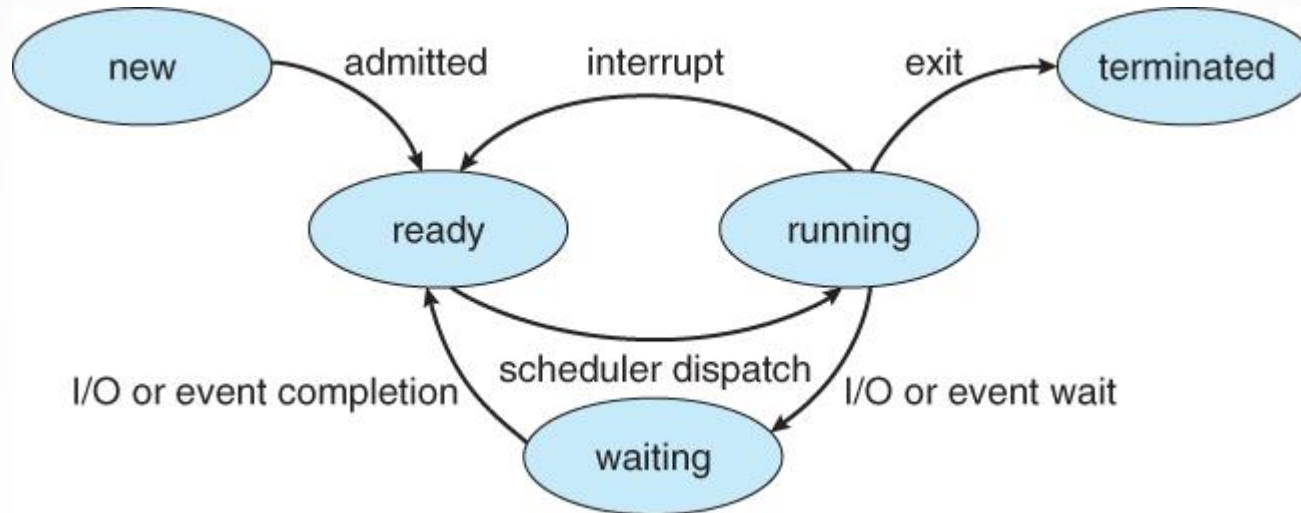 new
admitted
interrupt
exit
terminated
ready
running
I/O or event completion
scheduler dispatch
I/O or event wait
waiting